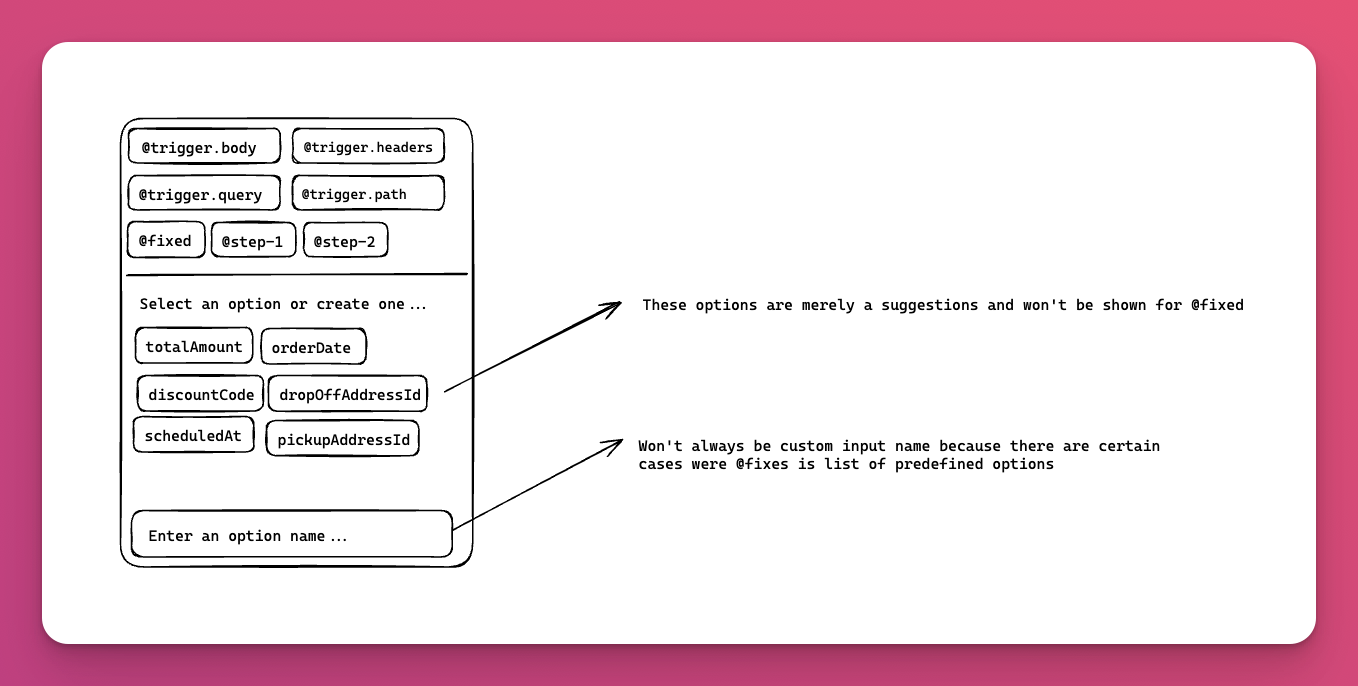 @trigger.body
@trigger.headers
@trigger.query
@trigger.path
@fixed
@step-1
@step-2
Select an option or create one...
totalAmount
orderDate
discountCode
dropOffAddressId
scheduledAt
pickupAddressId
Enter an option name...
These options are merely a suggestions and won't be shown for @fixed
Won't always be custom input name because there are certain
cases were @fixes is list of predefined options